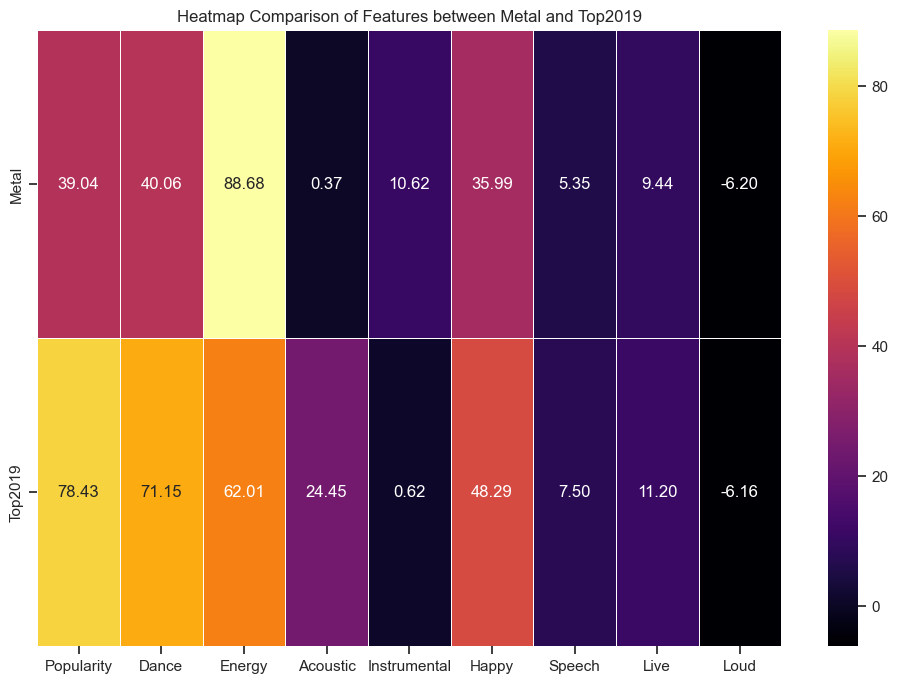 Heatmap Comparison of Features between Metal and Top2019
Metal
39.04 40.06 88.68 0.37 10.62 35.99 5.35 9.44 -6.20
Top2019
78.43 71.15 62.01 24.45 0.62 48.29 7.50 11.20 -6.16
Popularity Dance Energy Acoustic Instrumental Happy Speech Live Loud
80
60
40
20
0